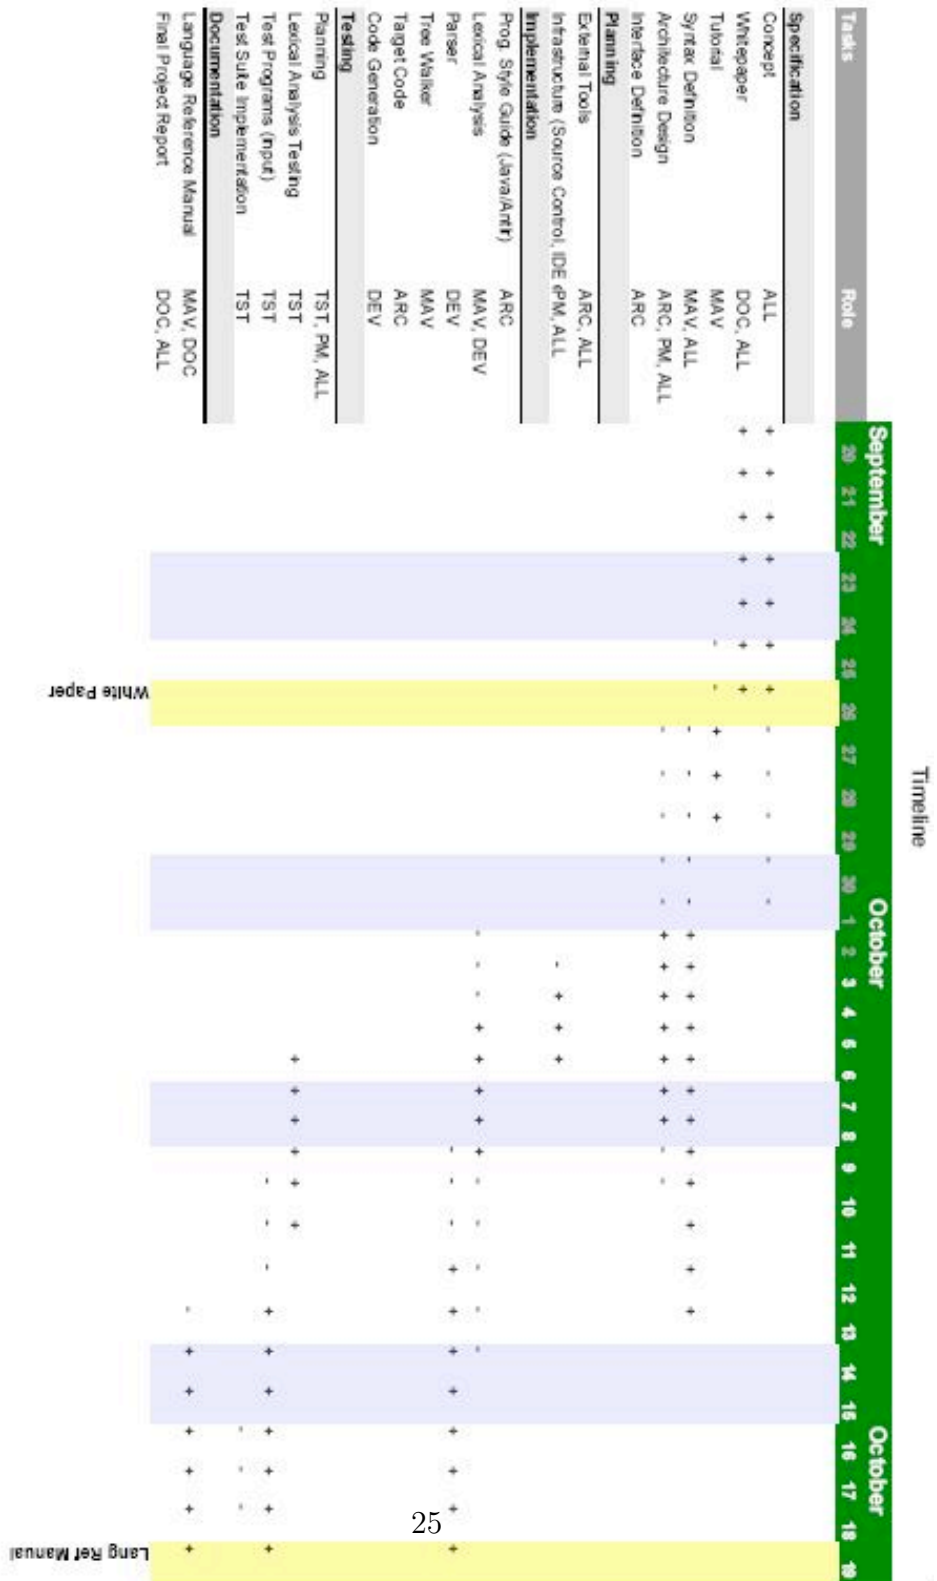 Timeline
September October October
Tasks Role 20 21 22 23 24 25 26 27 28 29 30 1 2 3 4 5 6 7 8 9 10 11 12 13 14 15 16 17 18 19
Specification
Concept ALL + + + + + + + - - - - -
Whitepaper DOC, ALL + + + + + + +
Tutorial MAV - - + + +
Syntax Definition MAV, ALL - - - - - + + + + + + + + + + + +
Architecture Design ARC, PM, ALL - - - - - + + + + + + + - -
Interface Definition ARC
Planning
External Tools ARC, ALL
Infrastructure (Source Control, IDE PM, ALL - + + +
Implementation
Prog. Style Guide (Java/Antlr) ARC
Lexical Analysis MAV, DEV - - - + + + + + - - - - -
Parser DEV - - - + + + + + + + +
Tree Walker MAV
Target Code ARC
Code Generation DEV
Testing
Planning TST, PM, ALL
Lexical Analysis Testing TST + + + + + +
Test Programs (Input) TST - - - + + + + + + +
Test Suite Implementation TST - - -
Documentation
Language Reference Manual MAV, DOC - + + + + + +
Final Project Report DOC, ALL
White Paper
Lang Ref Manual
25